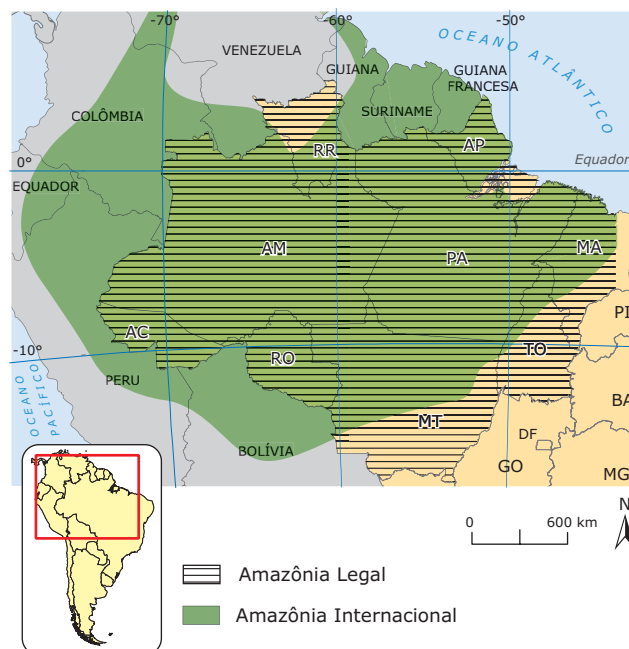 -70°
-60°
-50°
OCEANO ATLÂNTICO
VENEZUELA
GUIANA
GUIANA
FRANCESA
SURINAME
COLÔMBIA
RR
AP
0°
Equador
EQUADOR
AM
PA
MA
PI
AC
-10°
RO
TO
PERU
OCEANO
PACÍFICO
MT
BA
DF
BOLÍVIA
GO
MG
N
0 600 km
Amazônia Legal
Amazônia Internacional